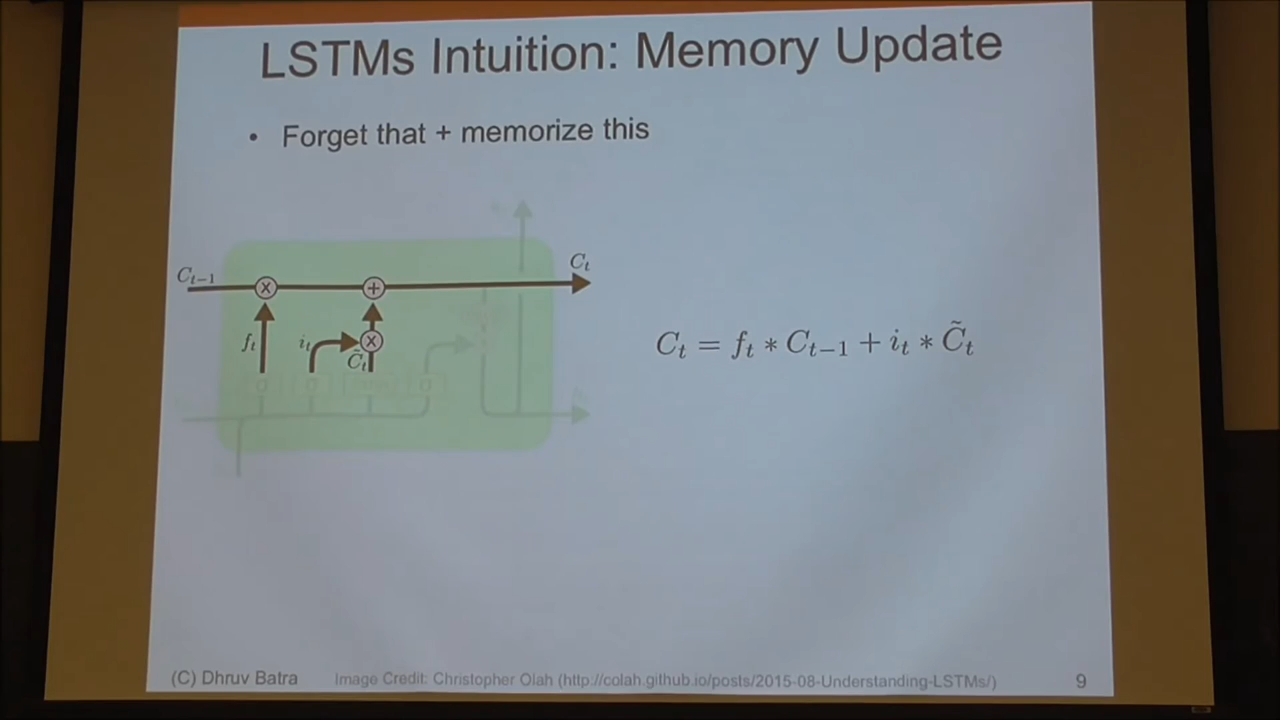 LSTMs Intuition: Memory Update
• Forget that + memorize this
C_{t-1}
C_t
f_t
i_t
C̃_t
C_t = f_t * C_{t-1} + i_t * C̃_t
(C) Dhruv Batra
Image Credit: Christopher Olah (http://colah.github.io/posts/2015-08-Understanding-LSTMs/)
9